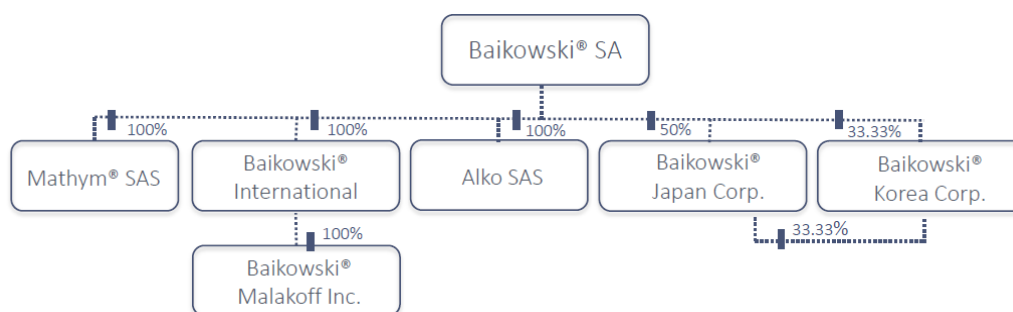 Baikowski® SA
100%
100%
100%
50%
33.33%
Mathym® SAS
Baikowski®
International
Alko SAS
Baikowski®
Japan Corp.
Baikowski®
Korea Corp.
100%
33.33%
Baikowski®
Malakoff Inc.